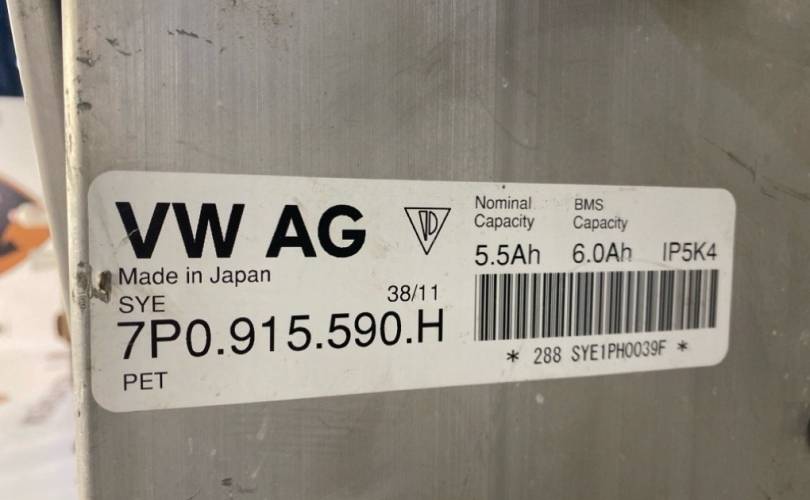 VW AG
Made in Japan
SYE 38/11
7P0.915.590.H
PET
Nominal Capacity
BMS Capacity
5.5Ah 6.0Ah IP5K4
* 288 SYE1PH0039F *